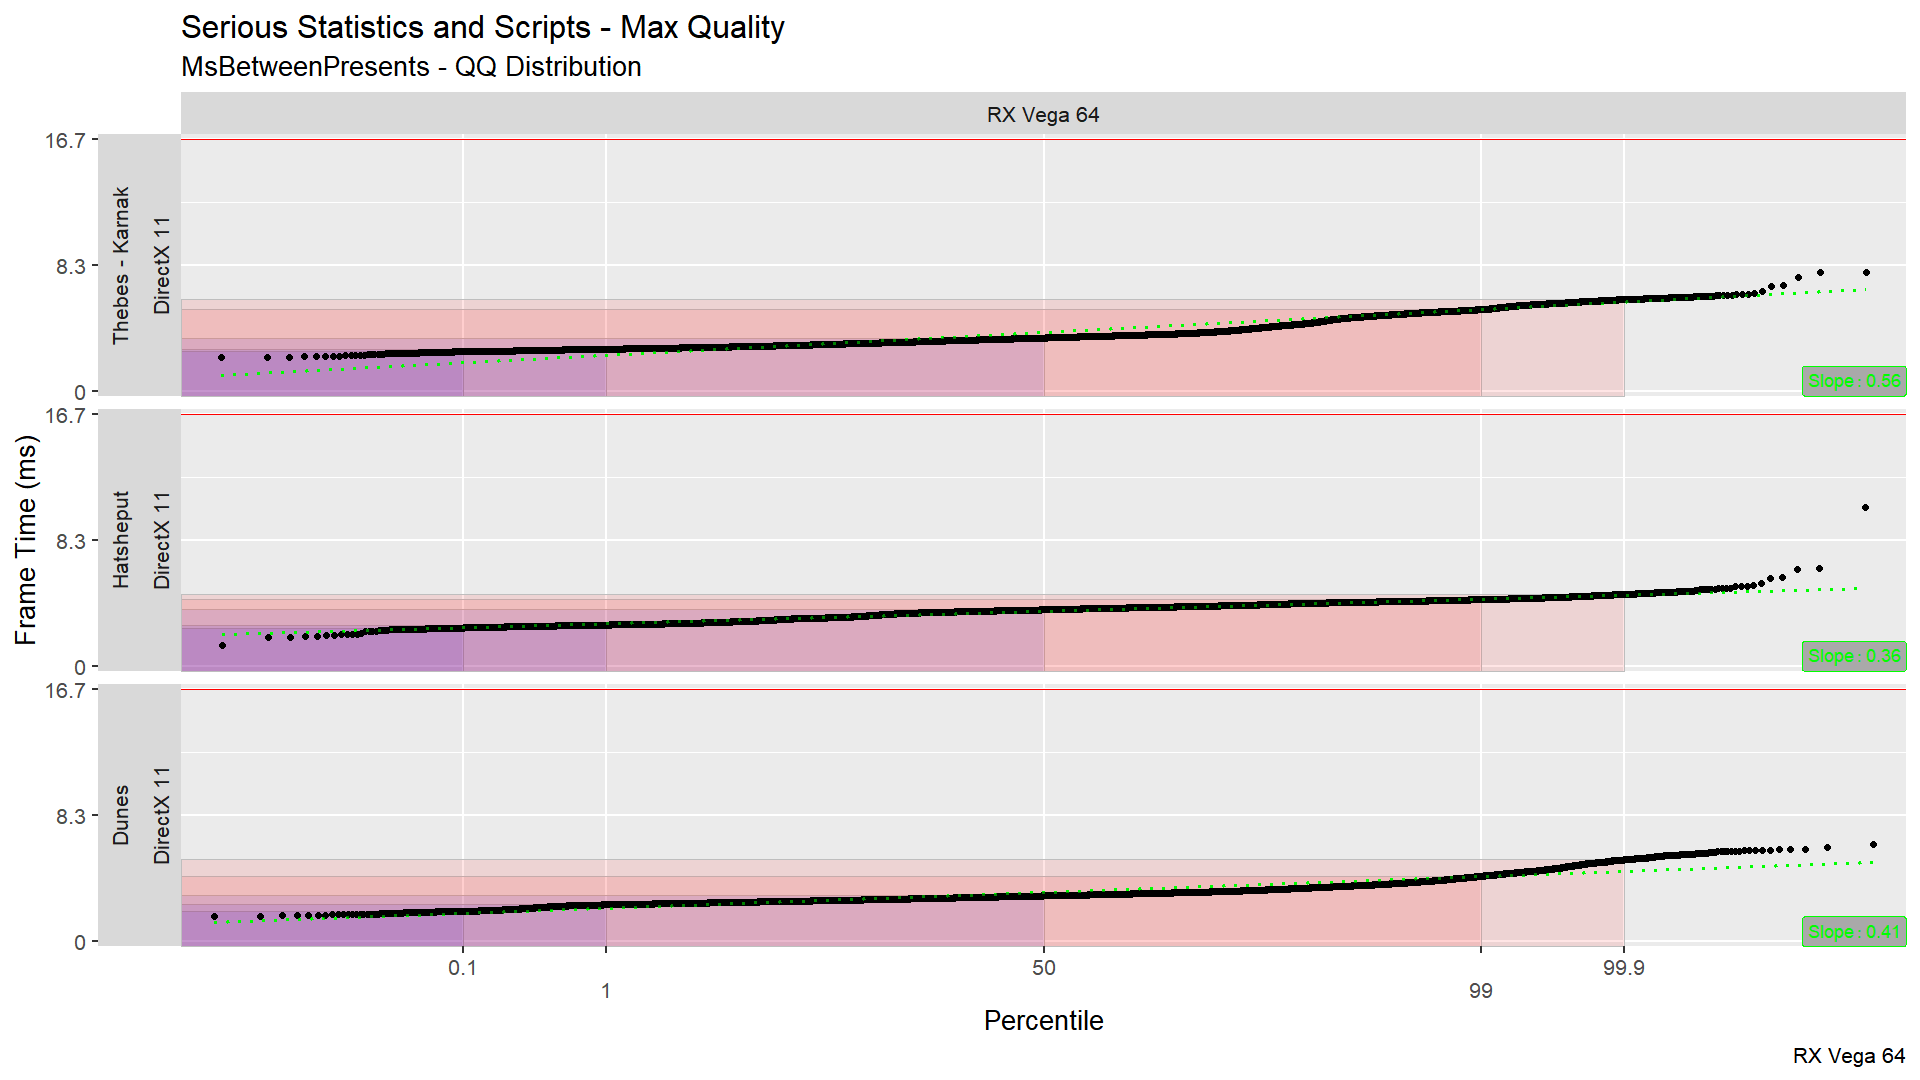 Serious Statistics and Scripts - Max Quality
MsBetweenPresents - QQ Distribution
RX Vega 64
16.7
8.3
0
Thebes - Karnak
DirectX 11
Slope: 0.56
16.7
8.3
0
Hatsheput
DirectX 11
Slope: 0.36
16.7
8.3
0
Dunes
DirectX 11
Slope: 0.41
Frame Time (ms)
0.1
1
50
99
99.9
Percentile
RX Vega 64